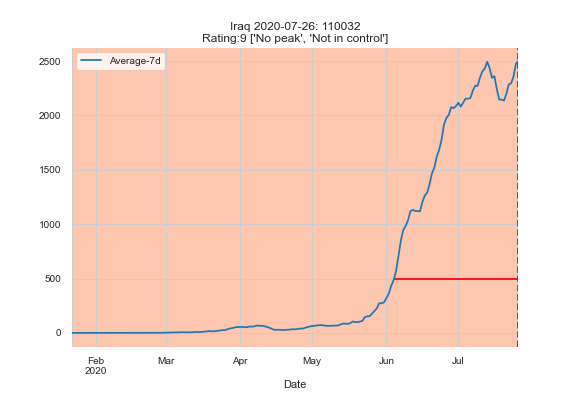 Iraq 2020-07-26: 110032
Rating:9 ['No peak', 'Not in control']
Average-7d
2500
2000
1500
1000
500
0
Feb Mar Apr May Jun Jul
2020
Date